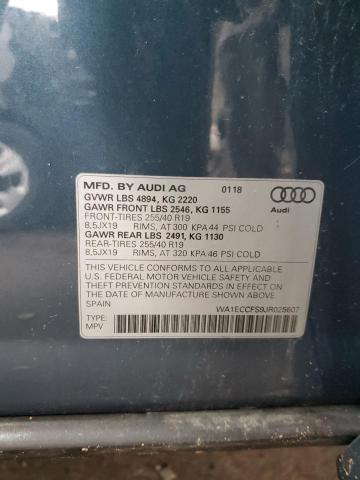 MFD. BY AUDI AG 0118
GVWR LBS 4894, KG 2220
GAWR FRONT LBS 2546, KG 1155
FRONT-TIRES 255/40 R19
8,5JX19 RIMS, AT 300 KPA 44 PSI COLD
GAWR REAR LBS 2491, KG 1130
REAR-TIRES 255/40 R19
8,5JX19 RIMS, AT 320 KPA 46 PSI COLD
Audi
THIS VEHICLE CONFORMS TO ALL APPLICABLE
U.S. FEDERAL MOTOR VEHICLE SAFETY AND
THEFT PREVENTION STANDARDS IN EFFECT
ON THE DATE OF MANUFACTURE SHOWN ABOVE.
SPAIN
WA1ECCFS9JR025607
TYPE:
MPV